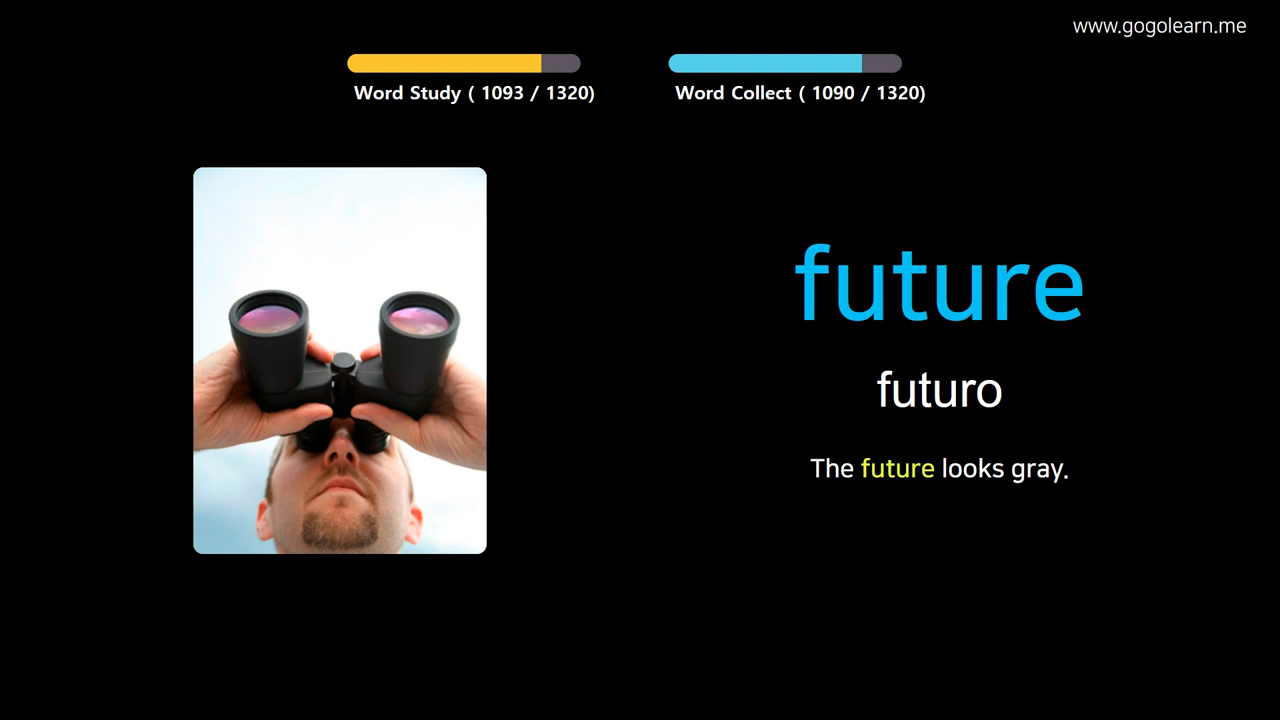 www.gogolearn.me
Word Study ( 1093 / 1320)
Word Collect ( 1090 / 1320)
future
futuro
The future looks gray.